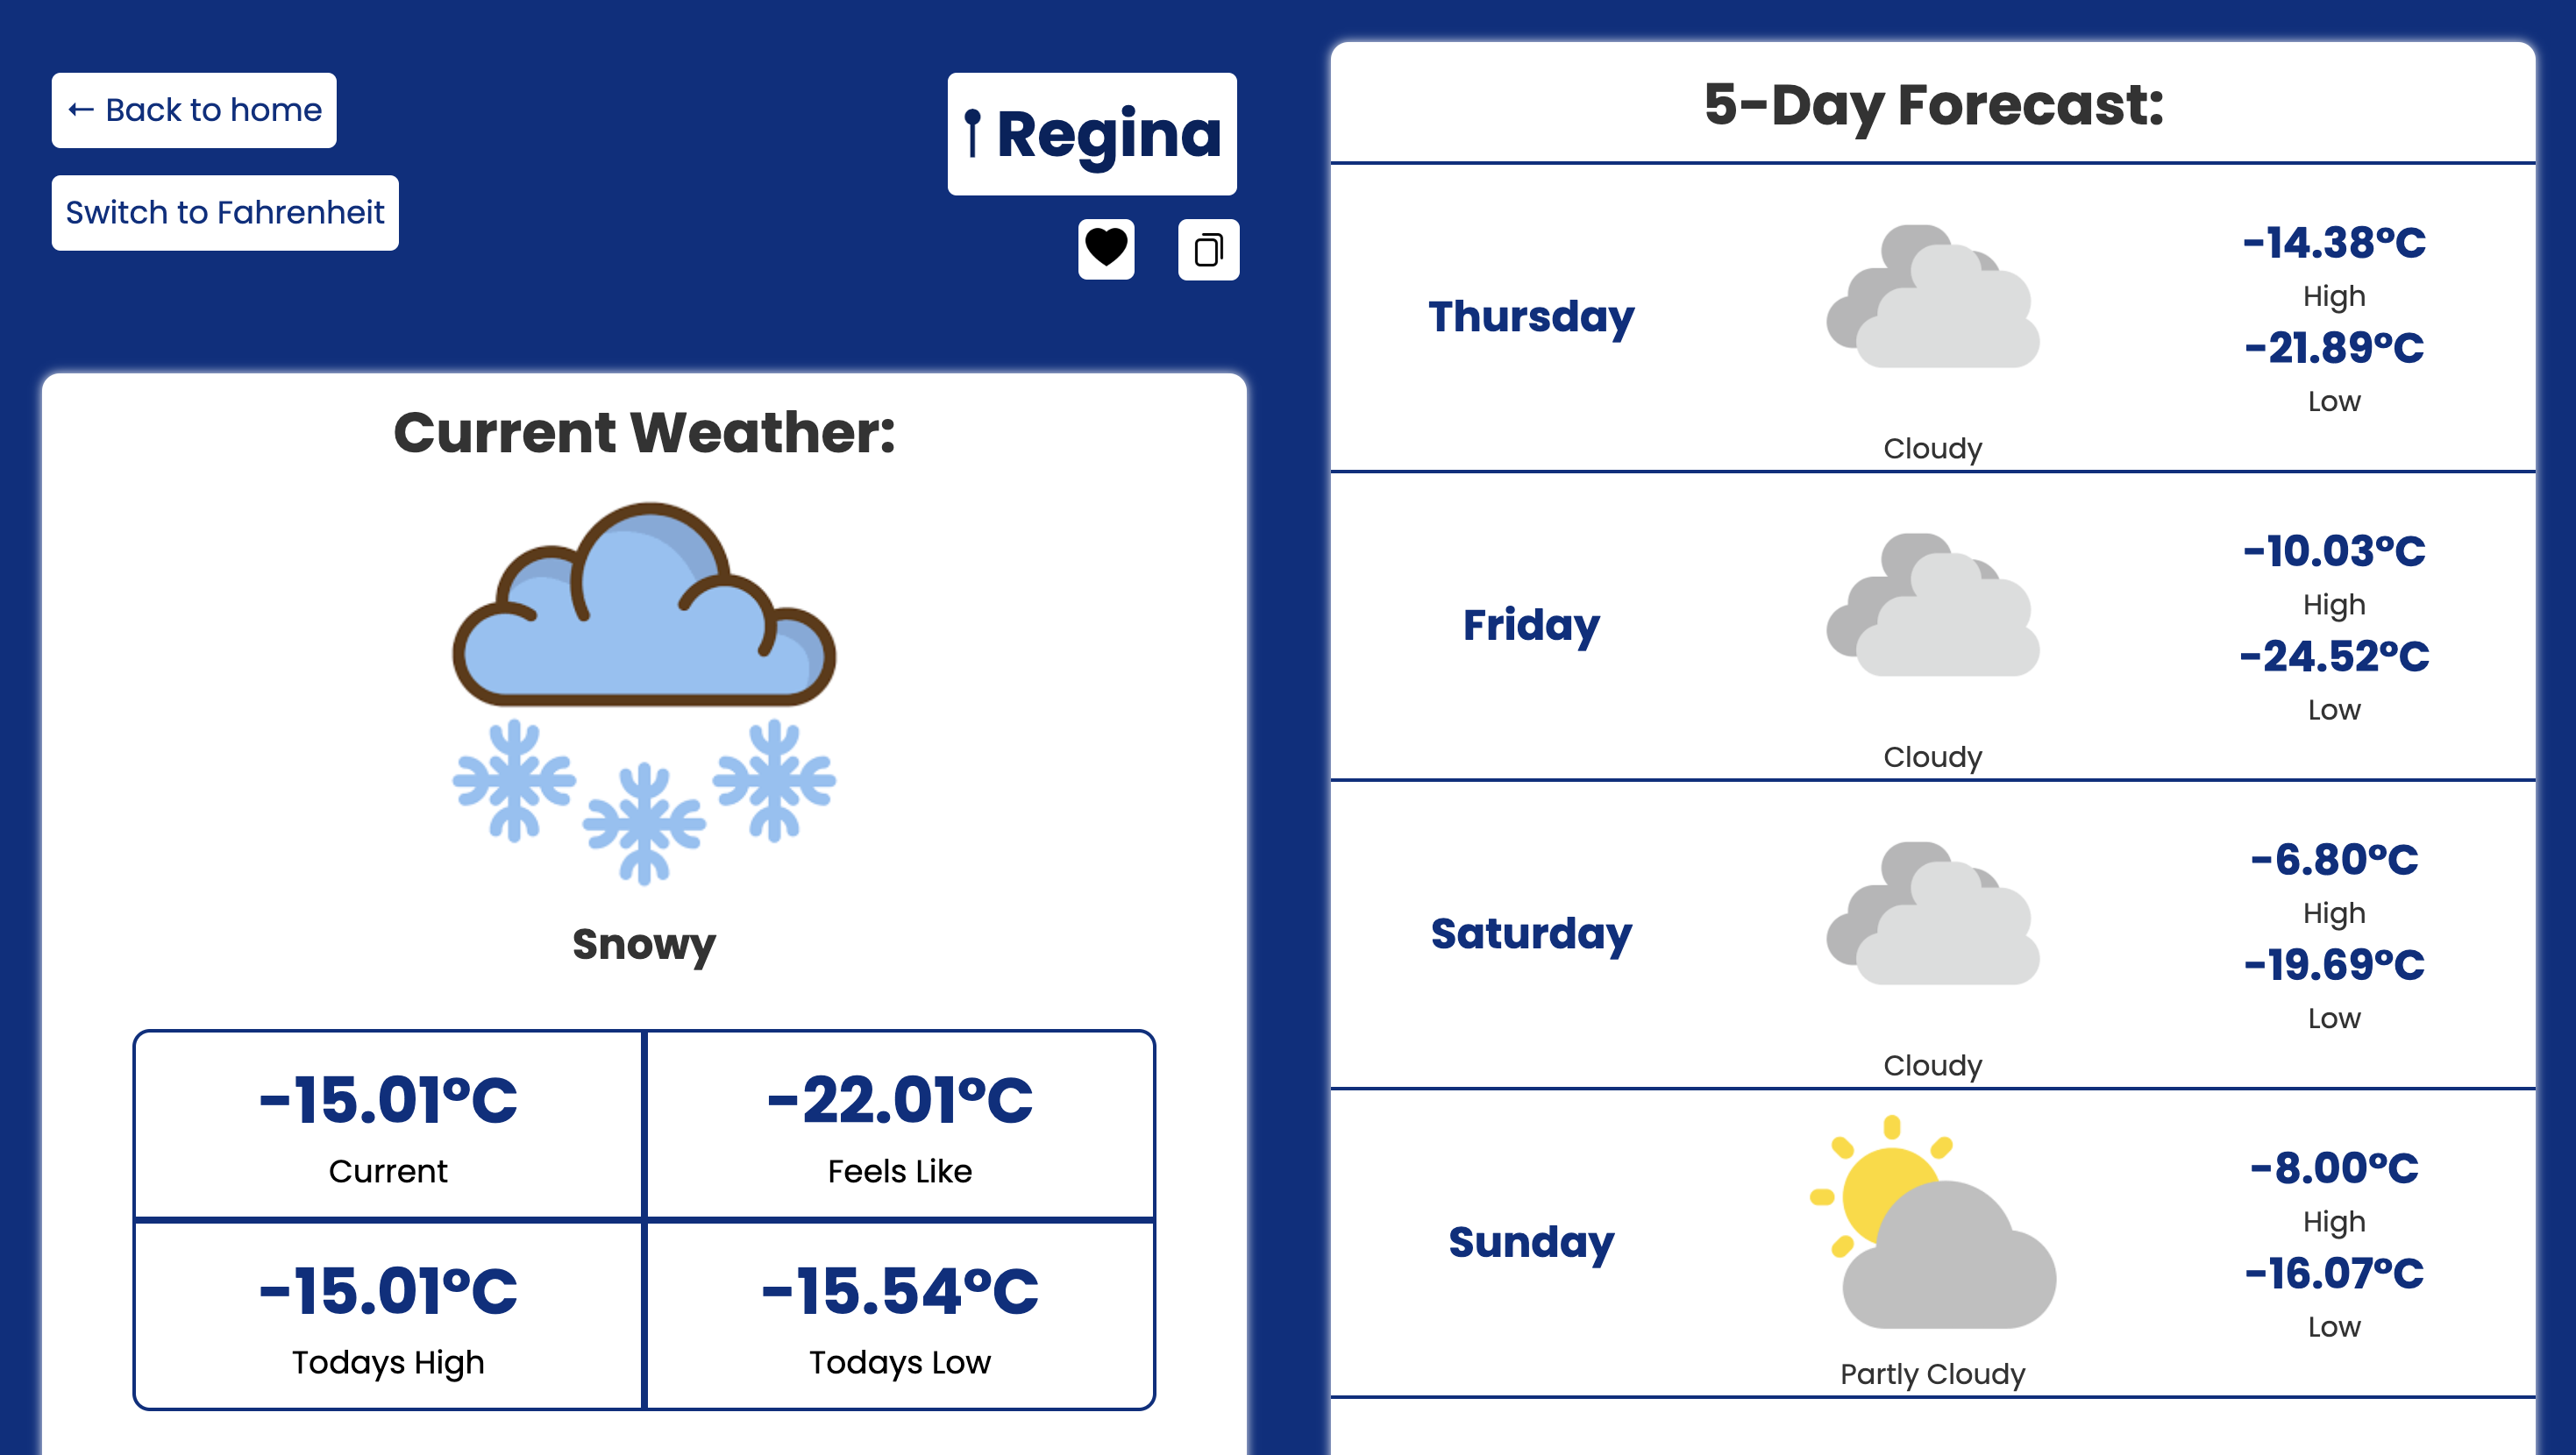 ← Back to home
Switch to Fahrenheit
Regina
Current Weather:
Snowy
-15.01°C
Current
-22.01°C
Feels Like
-15.01°C
Todays High
-15.54°C
Todays Low
5-Day Forecast:
Thursday
Cloudy
-14.38°C
High
-21.89°C
Low
Friday
Cloudy
-10.03°C
High
-24.52°C
Low
Saturday
Cloudy
-6.80°C
High
-19.69°C
Low
Sunday
Partly Cloudy
-8.00°C
High
-16.07°C
Low